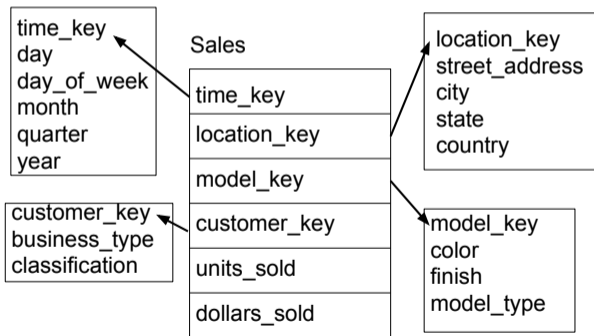 time_key
day
day_of_week
month
quarter
year
Sales
time_key
location_key
model_key
customer_key
units_sold
dollars_sold
location_key
street_address
city
state
country
customer_key
business_type
classification
model_key
color
finish
model_type